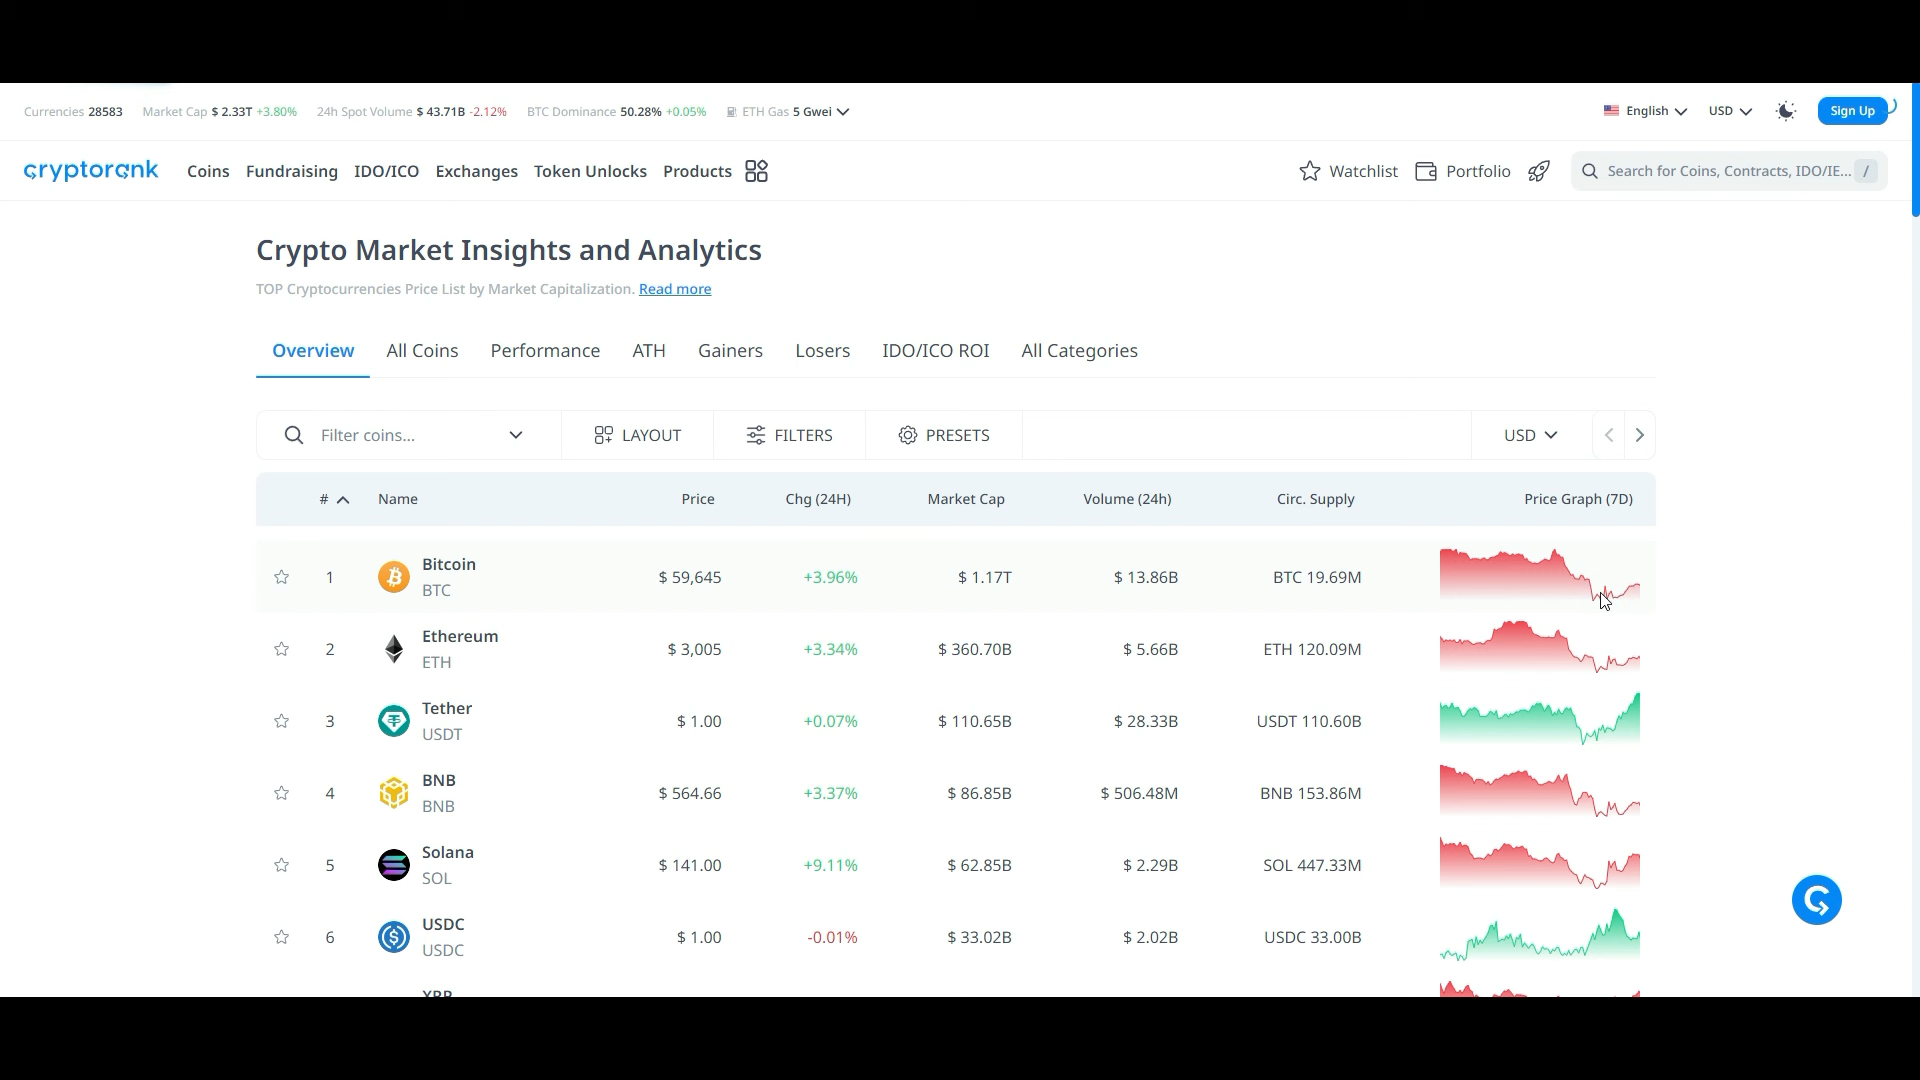 Currencies 28583 Market Cap $ 2.33T +3.80% 24h Spot Volume $ 43.71B -2.12% BTC Dominance 50.28% +0.05% ETH Gas 5 Gwei English USD Sign Up
cryptorank Coins Fundraising IDO/ICO Exchanges Token Unlocks Products Watchlist Portfolio Search for Coins, Contracts, IDO/IE... /
Crypto Market Insights and Analytics
TOP Cryptocurrencies Price List by Market Capitalization. Read more
Overview All Coins Performance ATH Gainers Losers IDO/ICO ROI All Categories
Filter coins... LAYOUT FILTERS PRESETS USD
# Name Price Chg (24H) Market Cap Volume (24h) Circ. Supply Price Graph (7D)
1 Bitcoin $ 59,645 +3.96% $ 1.17T $ 13.86B BTC 19.69M
BTC
2 Ethereum $ 3,005 +3.34% $ 360.70B $ 5.66B ETH 120.09M
ETH
3 Tether $ 1.00 +0.07% $ 110.65B $ 28.33B USDT 110.60B
USDT
4 BNB $ 564.66 +3.37% $ 86.85B $ 506.48M BNB 153.86M
BNB
5 Solana $ 141.00 +9.11% $ 62.85B $ 2.29B SOL 447.33M
SOL
6 USDC $ 1.00 -0.01% $ 33.02B $ 2.02B USDC 33.00B
USDC
XRP